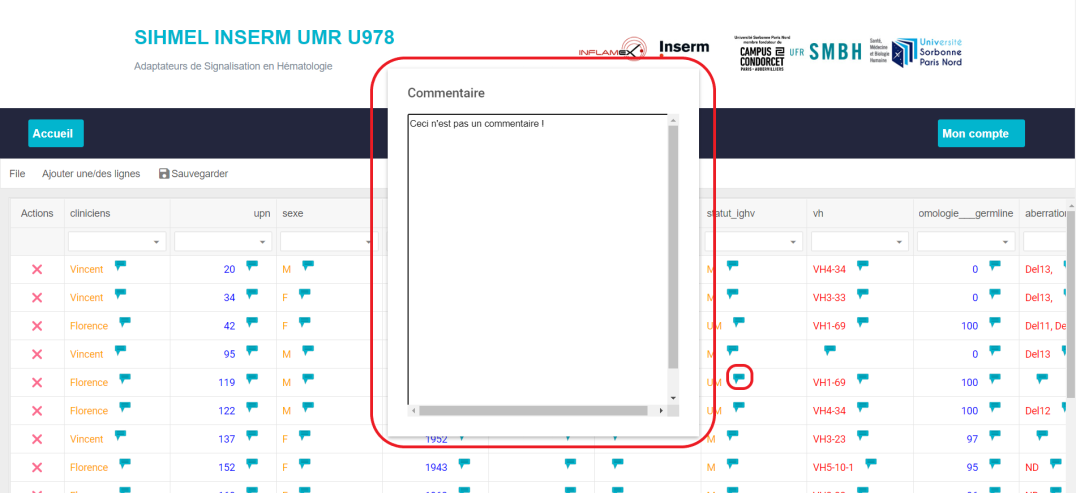 SIHMEL INSERM UMR U978
Adaptateurs de Signalisation en Hématologie
INFLAMEX
Inserm
Université Sorbonne Paris Nord
membre fondateur du
CAMPUS
CONDORCET
PARIS - AUBERVILLIERS
UFR SMBH
Santé,
Médecine
et Biologie
Humaine
Université
Sorbonne
Paris Nord
Commentaire
Ceci n'est pas un commentaire !
Accueil
Mon compte
File Ajouter une/des lignes Sauvegarder
Actions cliniciens upn sexe statut_ighv vh omologie___germline aberration
Vincent 20 M M VH4-34 0 Del13,
Vincent 34 F M VH3-33 0 Del13,
Florence 42 F UM VH1-69 100 Del11, De
Vincent 95 M M 0 Del13
Florence 119 M UM VH1-69 100
Florence 122 M UM VH4-34 100 Del12
Vincent 137 F 1952 M VH3-23 97
Florence 152 F 1943 M VH5-10-1 95 ND